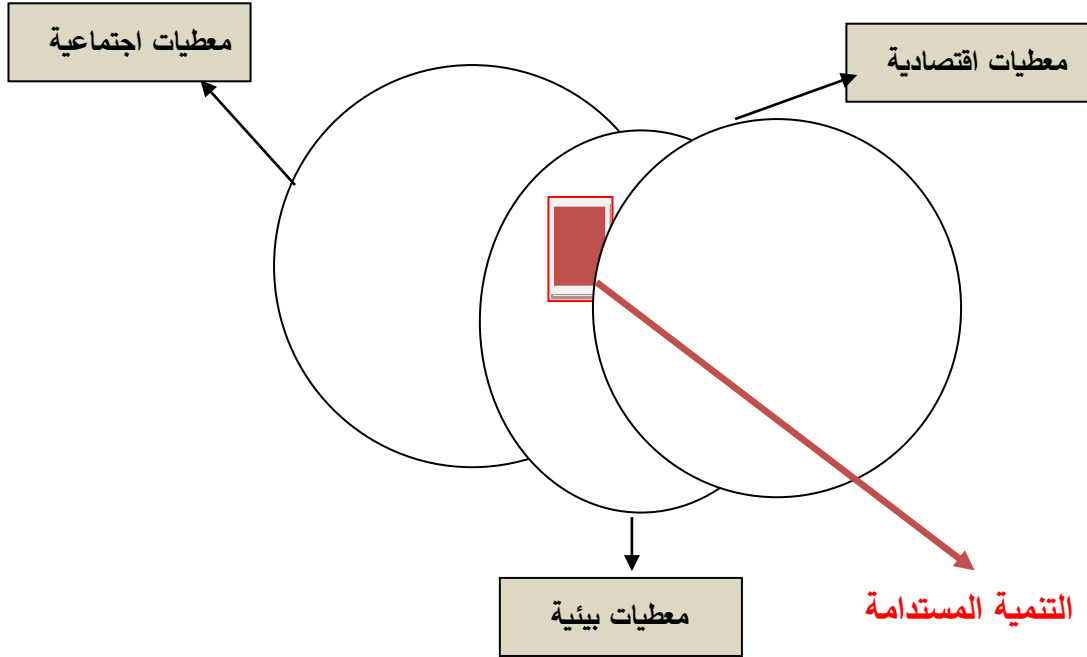 معطيات اقتصادية
معطيات اجتماعية
معطيات بيئية
التنمية المستدامة